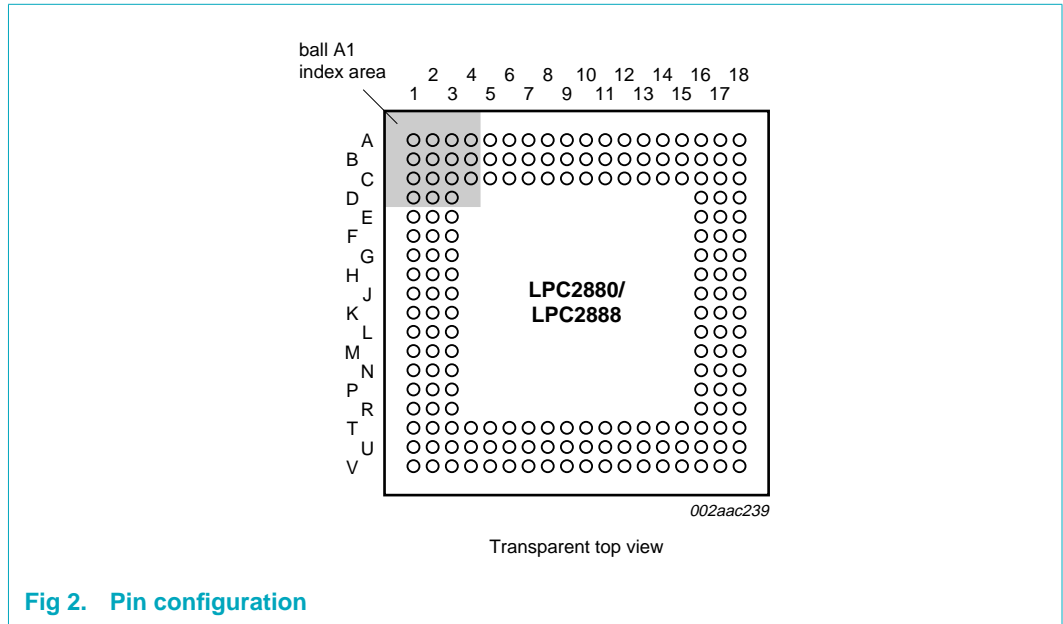 ball A1
index area
2 4 6 8 10 12 14 16 18
1 3 5 7 9 11 13 15 17
A
B
C
D
E
F
G
H
J
K
L
M
N
P
R
T
U
V
LPC2880/
LPC2888
002aac239
Transparent top view
Fig 2. Pin configuration